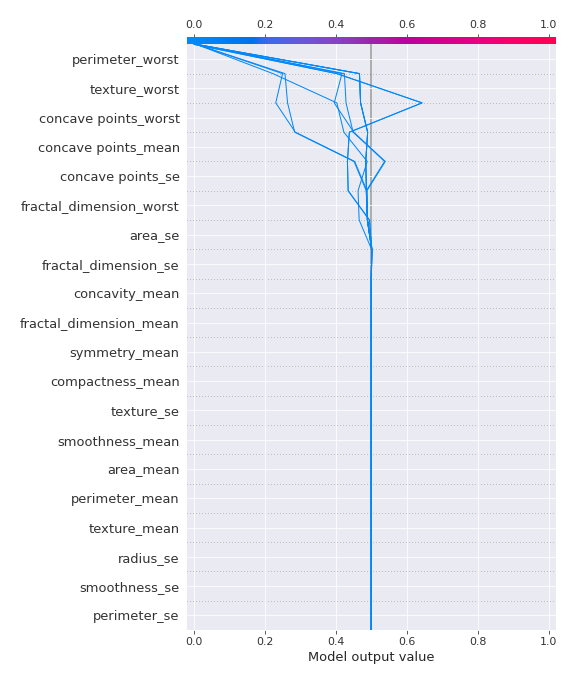 0.0 0.2 0.4 0.6 0.8 1.0
perimeter_worst
texture_worst
concave points_worst
concave points_mean
concave points_se
fractal_dimension_worst
area_se
fractal_dimension_se
concavity_mean
fractal_dimension_mean
symmetry_mean
compactness_mean
texture_se
smoothness_mean
area_mean
perimeter_mean
texture_mean
radius_se
smoothness_se
perimeter_se
0.0 0.2 0.4 0.6 0.8 1.0
Model output value